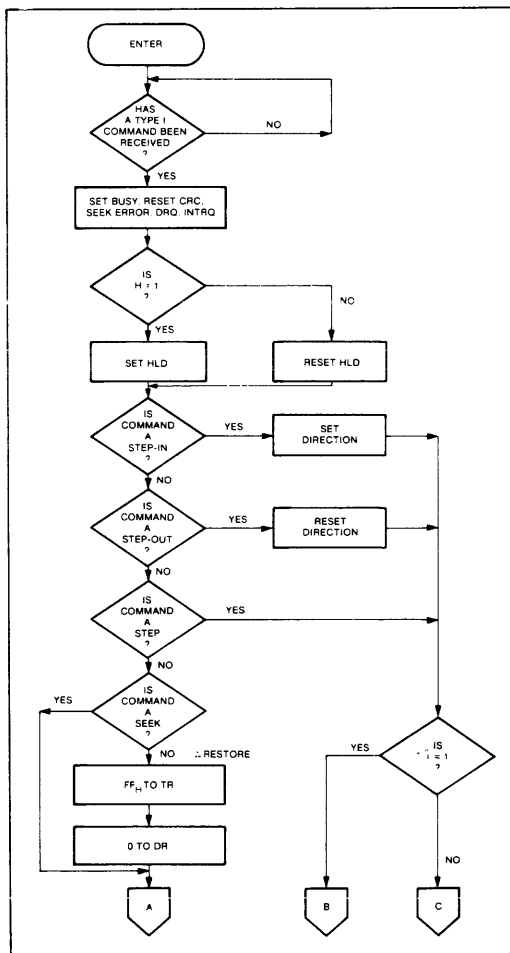 ENTER
HAS
A TYPE I
COMMAND BEEN
RECEIVED
?
NO
YES
SET BUSY, RESET CRC,
SEEK ERROR, DRQ, INTRQ
IS
H = 1
?
NO
YES
SET HLD
RESET HLD
IS
COMMAND
A
STEP-IN
?
YES
SET
DIRECTION
NO
IS
COMMAND
A
STEP-OUT
?
YES
RESET
DIRECTION
NO
IS
COMMAND
A
STEP
?
YES
NO
IS
COMMAND
A
SEEK
?
YES
NO ∴ RESTORE
FFH TO TR
0 TO DR
A
IS
= 1
?
YES
NO
B
C